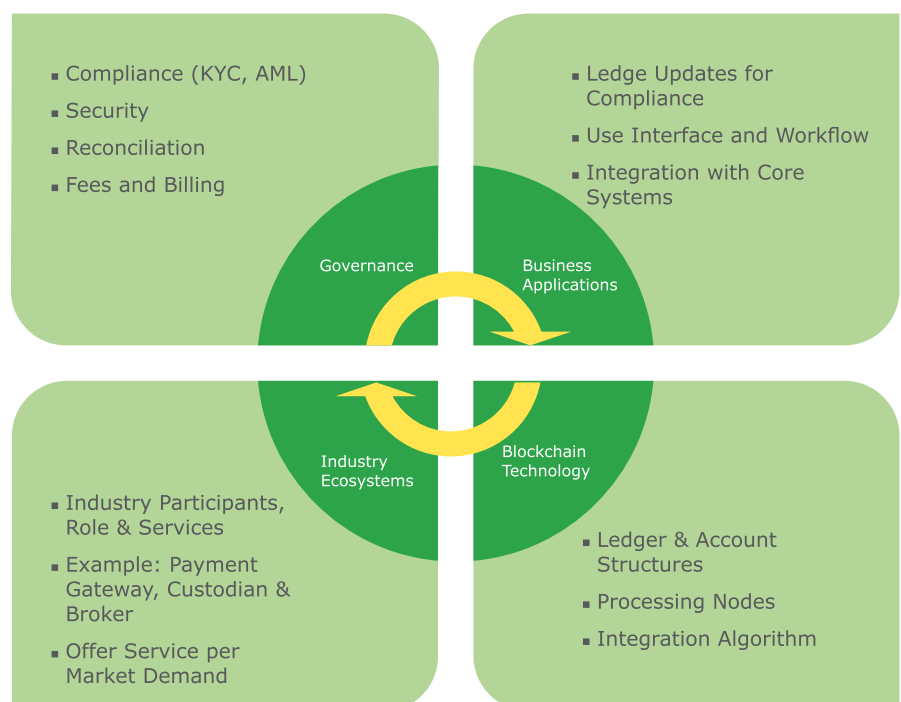 ▪ Compliance (KYC, AML)
▪ Security
▪ Reconciliation
▪ Fees and Billing
▪ Ledge Updates for
Compliance
▪ Use Interface and Workflow
▪ Integration with Core
Systems
Governance
Business
Applications
Industry
Ecosystems
Blockchain
Technology
▪ Industry Participants,
Role & Services
▪ Example: Payment
Gateway, Custodian &
Broker
▪ Offer Service per
Market Demand
▪ Ledger & Account
Structures
▪ Processing Nodes
▪ Integration Algorithm